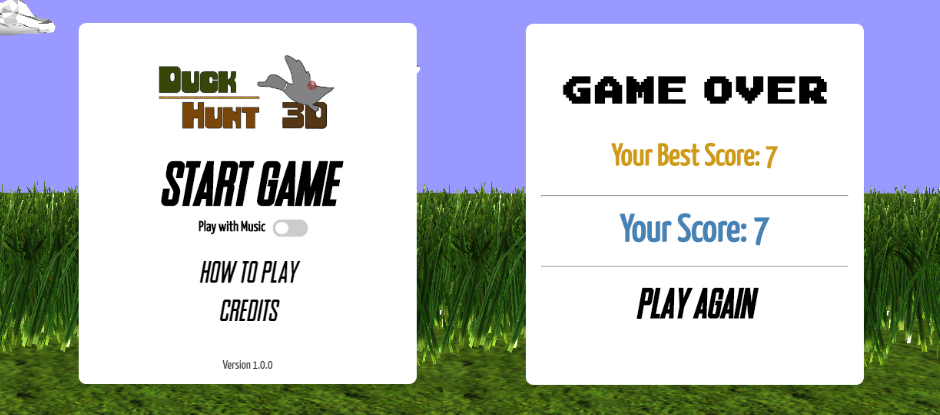 DUCK
HUNT 3D
START GAME
Play with Music
HOW TO PLAY
CREDITS
Version 1.0.0
GAME OVER
Your Best Score: 7
Your Score: 7
PLAY AGAIN